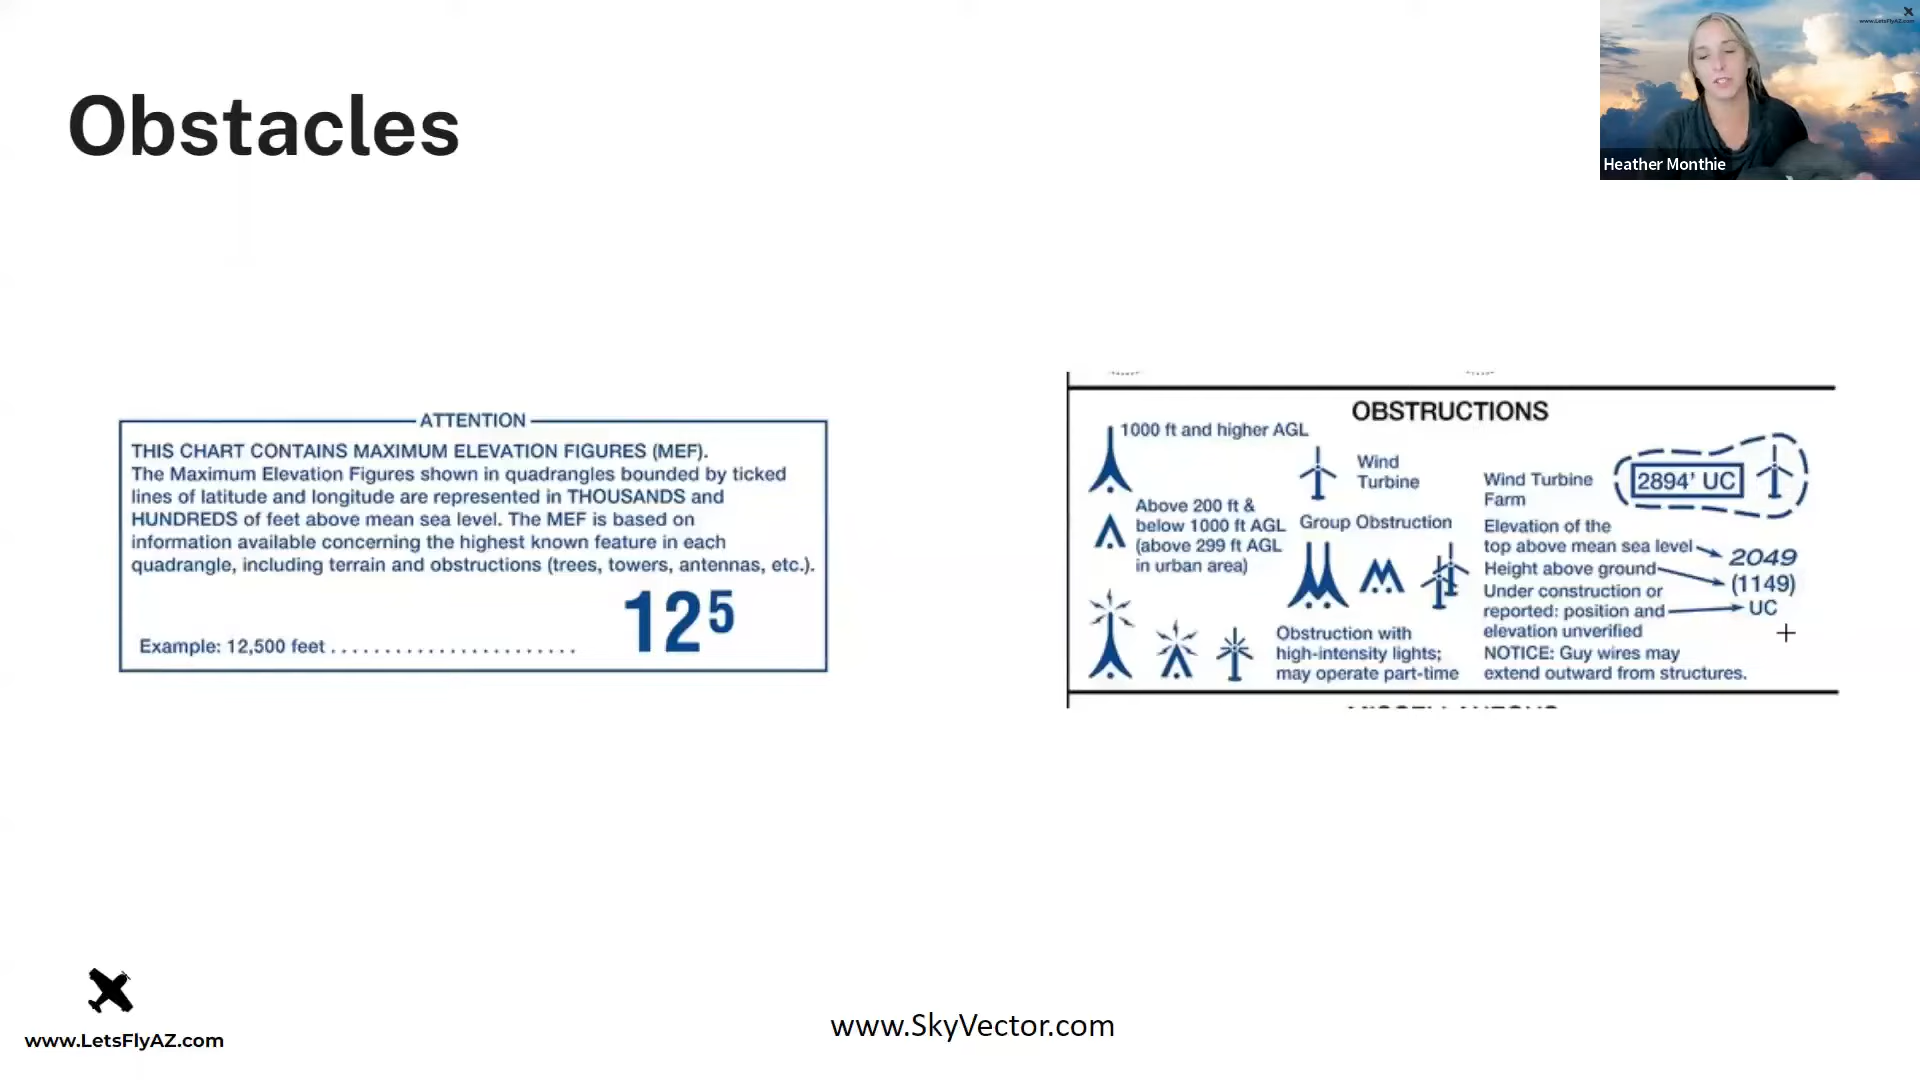 www.LetsFlyAZ.com
Heather Monthie
Obstacles
ATTENTION
THIS CHART CONTAINS MAXIMUM ELEVATION FIGURES (MEF).
The Maximum Elevation Figures shown in quadrangles bounded by ticked
lines of latitude and longitude are represented in THOUSANDS and
HUNDREDS of feet above mean sea level. The MEF is based on
information available concerning the highest known feature in each
quadrangle, including terrain and obstructions (trees, towers, antennas, etc.).
Example: 12,500 feet . . . . . . . . . . . . . . . . . . . . . . . 12 5
OBSTRUCTIONS
1000 ft and higher AGL
Above 200 ft &
below 1000 ft AGL
(above 299 ft AGL
in urban area)
Wind
Turbine
Group Obstruction
Obstruction with
high-intensity lights;
may operate part-time
Wind Turbine
Farm
2894' UC
Elevation of the
top above mean sea level
2049
Height above ground
(1149)
Under construction or
reported: position and
elevation unverified
UC
NOTICE: Guy wires may
extend outward from structures.
www.LetsFlyAZ.com
www.SkyVector.com